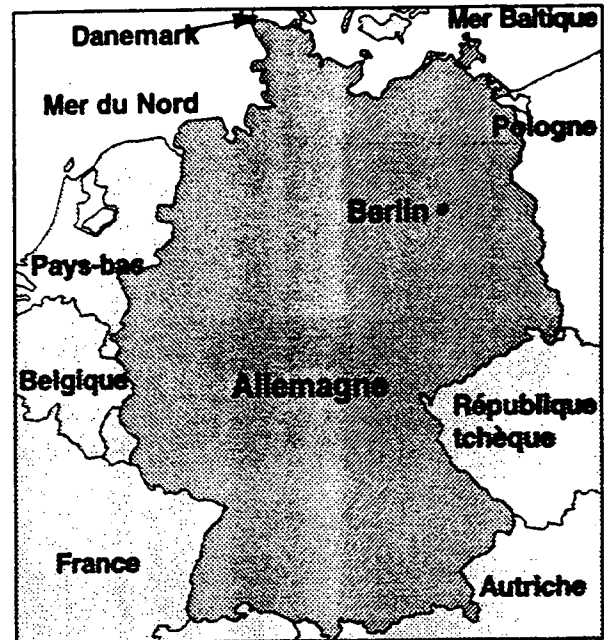 Mer Baltique
Danemark
Mer du Nord
Pologne
Berlin
Pays-bas
Belgique
Allemagne
République
tchèque
France
Autriche